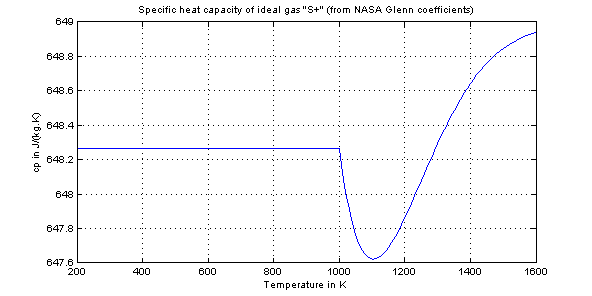 Specific heat capacity of ideal gas "S+" (from NASA Glenn coefficients)
649
648.8
648.6
648.4
648.2
648
647.8
647.6
cp in J/(kg.K)
200 400 600 800 1000 1200 1400 1600
Temperature in K